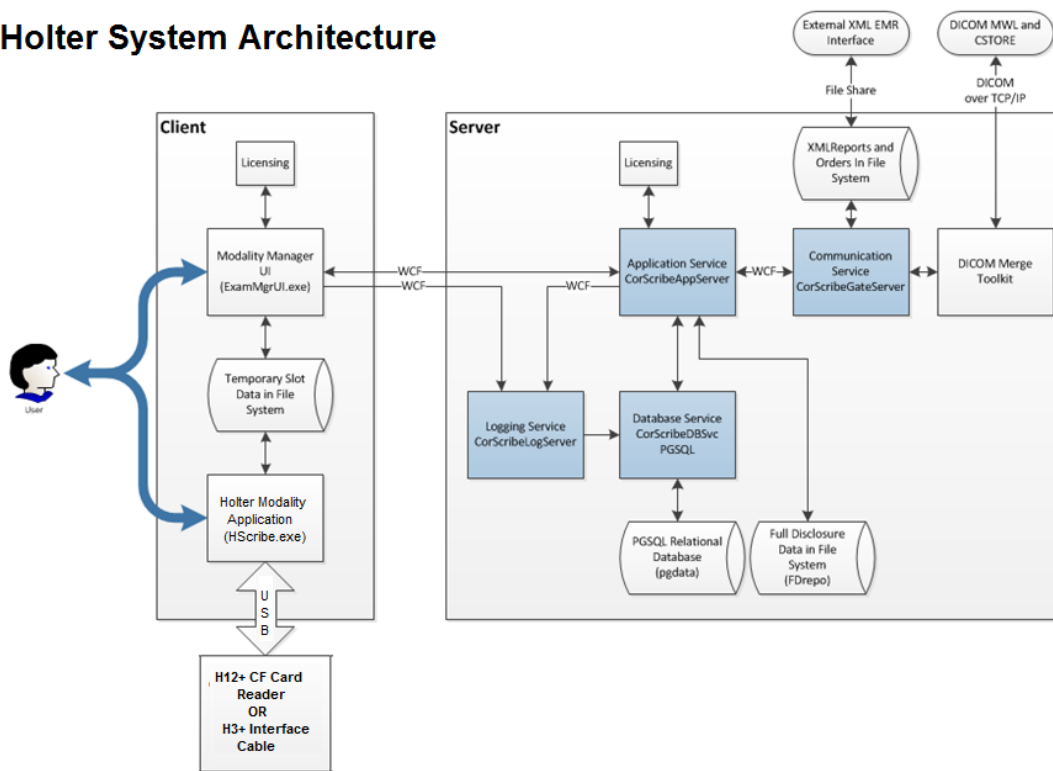 Holter System Architecture
External XML EMR
Interface
DICOM MWL and
CSTORE
File Share
DICOM
over TCP/IP
Client
Server
Licensing
Licensing
XMLReports and
Orders In File
System
Modality Manager
UI
(ExamMgrUI.exe)
WCF
WCF
WCF
Application Service
CorScribeAppServer
WCF
Communication
Service
CorScribeGateServer
DICOM Merge
Toolkit
User
Temporary Slot
Data in File
System
Logging Service
CorScribeLogServer
Database Service
CorScribeDBSvc
PGSQL
Holter Modality
Application
(HScribe.exe)
PGSQL Relational
Database
(pgdata)
Full Disclosure
Data in File
System
(FDrepo)
U
S
B
H12+ CF Card
Reader
OR
H3+ Interface
Cable